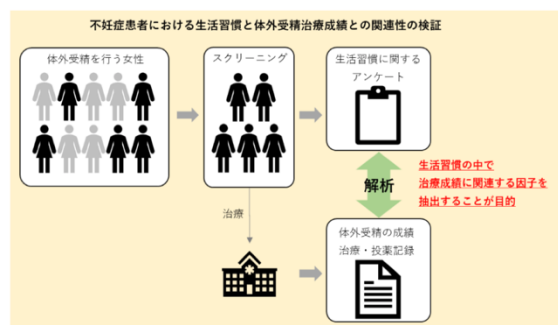 不妊症患者における生活習慣と体外受精治療成績との関連性の検証
体外受精を行う女性
スクリーニング
生活習慣に関する
アンケート
解析
生活習慣の中で
治療成績に関連する因子を
抽出することが目的
治療
体外受精の成績
治療・投薬記録